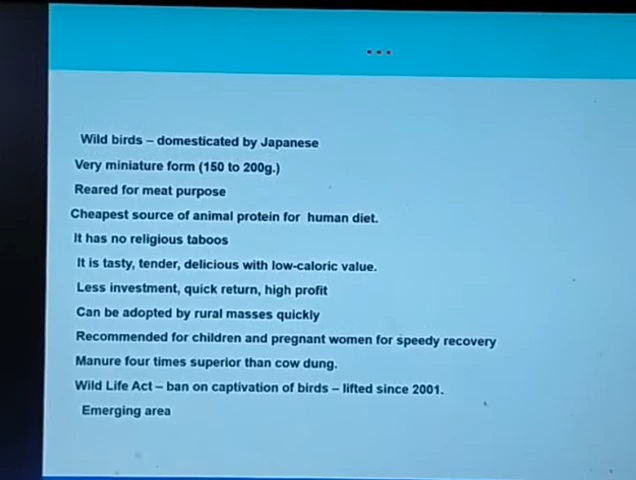 ...
Wild birds – domesticated by Japanese
Very miniature form (150 to 200g.)
Reared for meat purpose
Cheapest source of animal protein for human diet.
It has no religious taboos
It is tasty, tender, delicious with low-caloric value.
Less investment, quick return, high profit
Can be adopted by rural masses quickly
Recommended for children and pregnant women for speedy recovery
Manure four times superior than cow dung.
Wild Life Act – ban on captivation of birds – lifted since 2001.
Emerging area